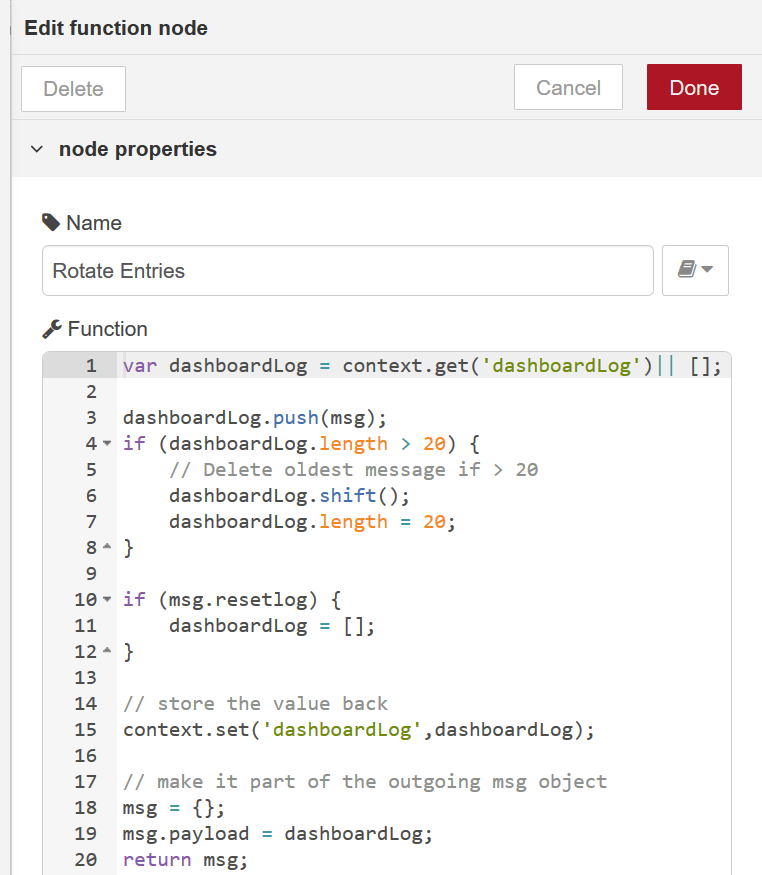 Edit function node
Delete Cancel Done
node properties
Name
Rotate Entries
Function
1 var dashboardLog = context.get('dashboardLog')|| [];
2
3 dashboardLog.push(msg);
4 if (dashboardLog.length > 20) {
5     // Delete oldest message if > 20
6     dashboardLog.shift();
7     dashboardLog.length = 20;
8 }
9
10 if (msg.resetlog) {
11     dashboardLog = [];
12 }
13
14 // store the value back
15 context.set('dashboardLog',dashboardLog);
16
17 // make it part of the outgoing msg object
18 msg = {};
19 msg.payload = dashboardLog;
20 return msg;